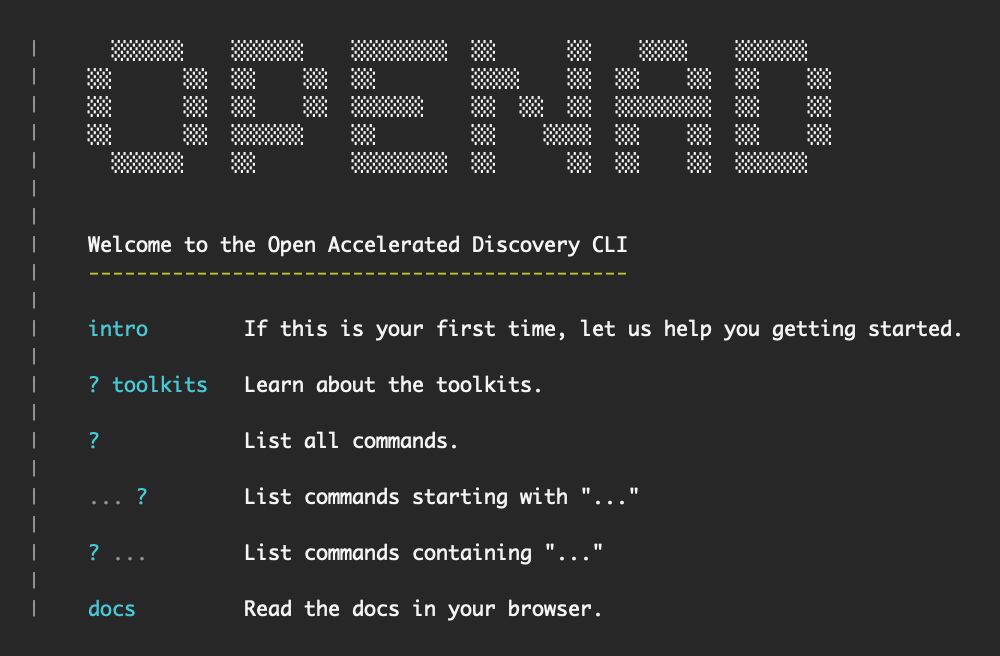 OPENAD
Welcome to the Open Accelerated Discovery CLI
---------------------------------------------
intro If this is your first time, let us help you getting started.
? toolkits Learn about the toolkits.
? List all commands.
... ? List commands starting with "..."
? ... List commands containing "..."
docs Read the docs in your browser.